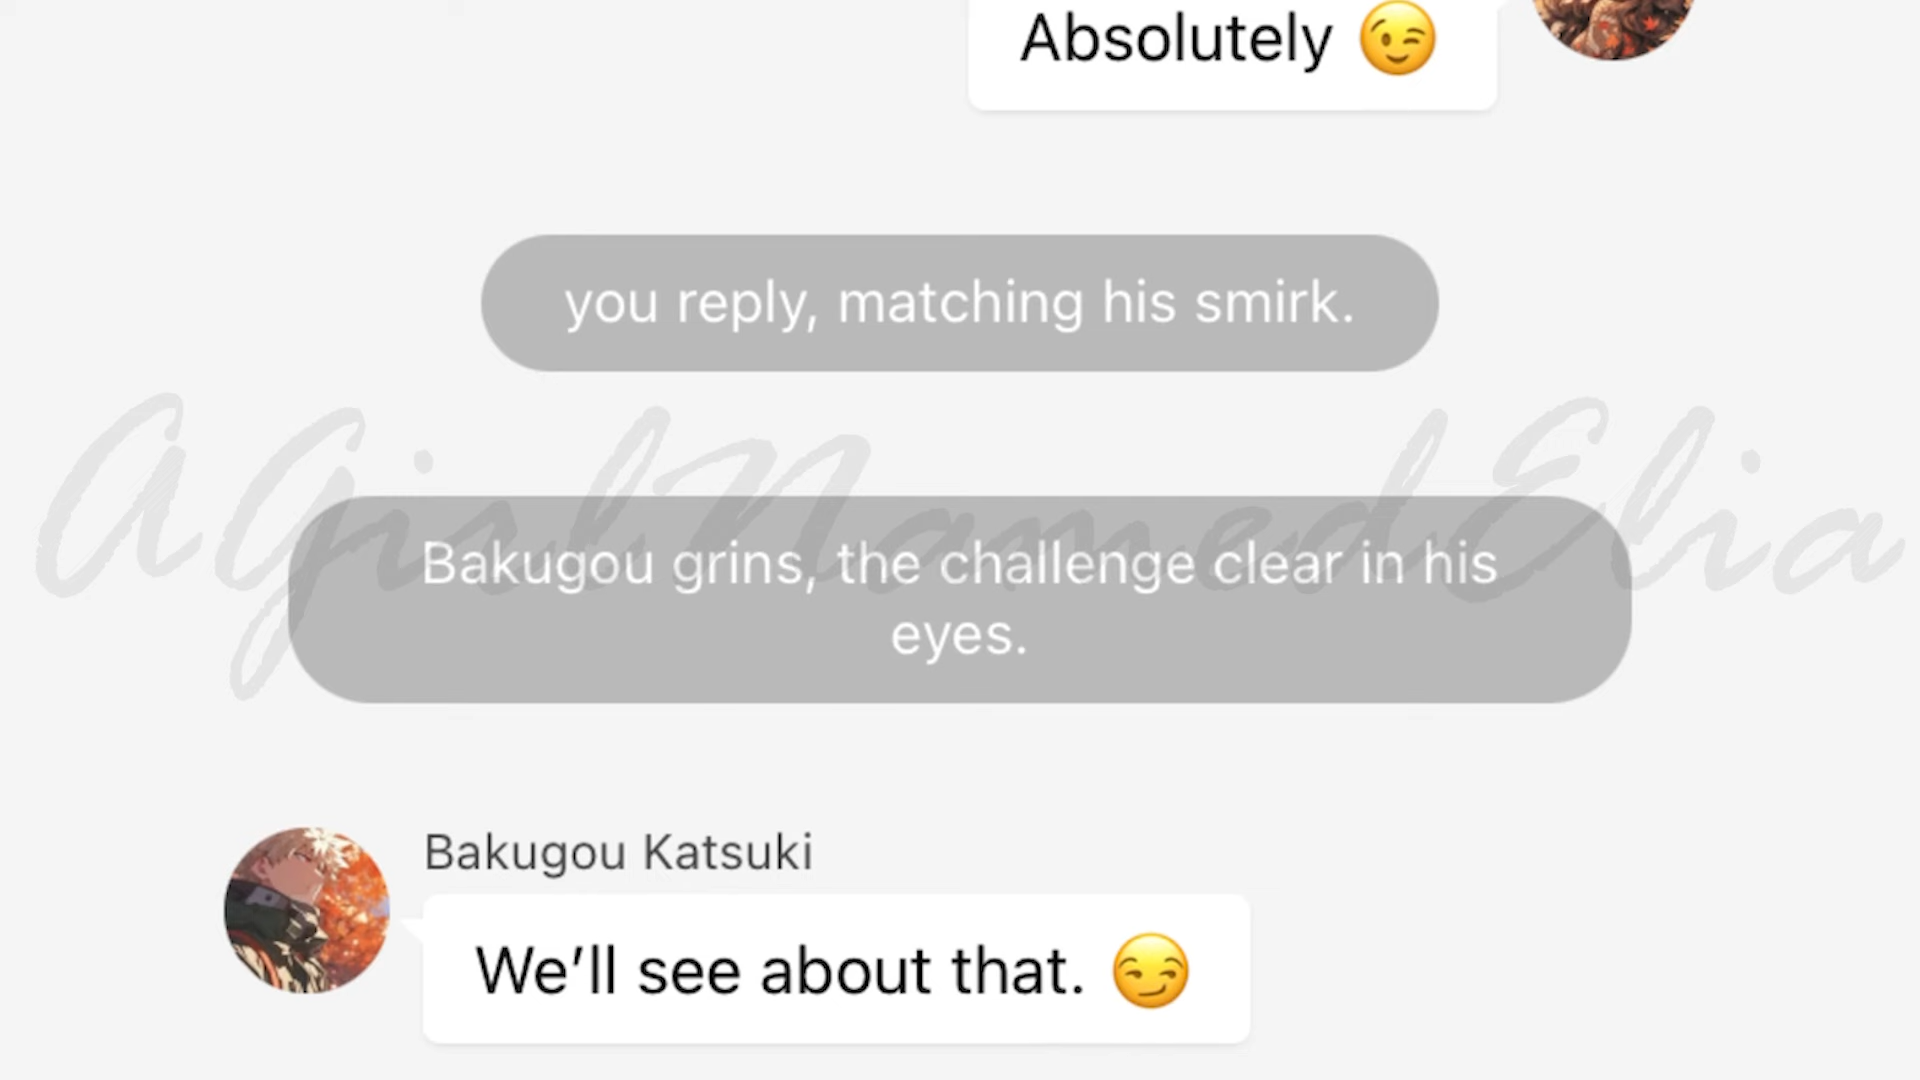 Absolutely 😉
you reply, matching his smirk.
AGirlNamedElia
Bakugou grins, the challenge clear in his
eyes.
Bakugou Katsuki
We’ll see about that. 😏